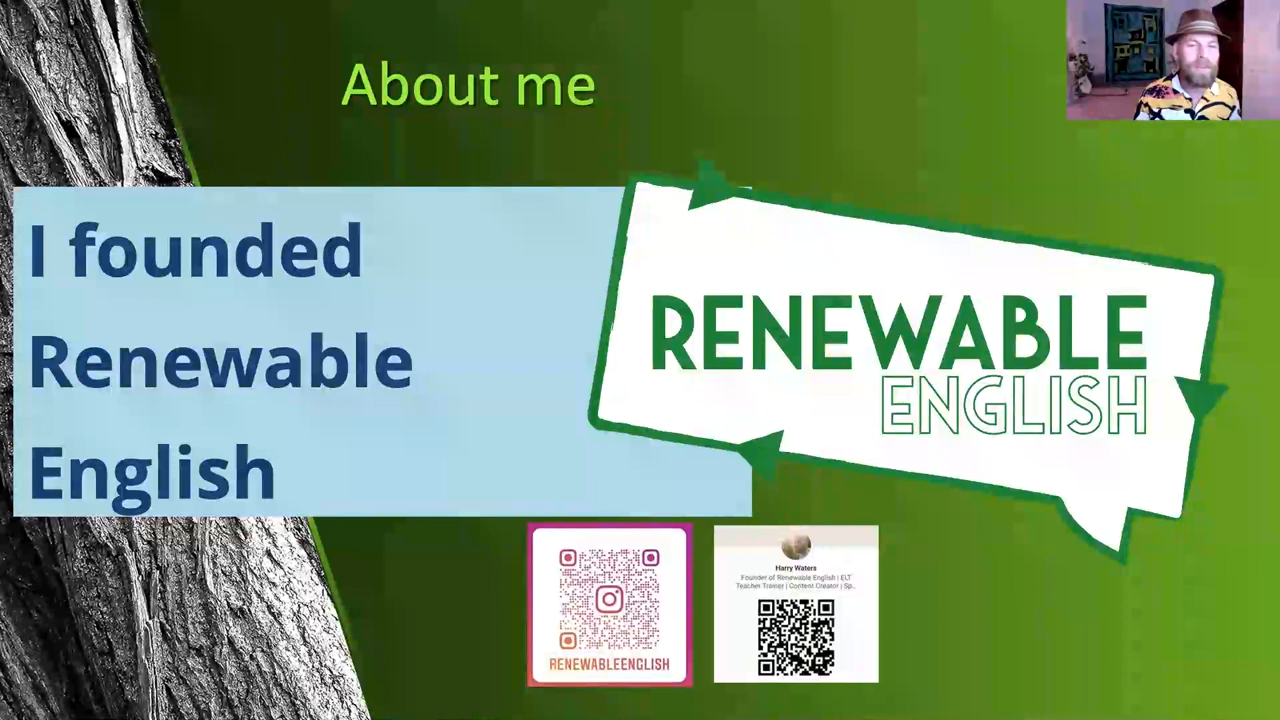 About me
I founded
Renewable
English
RENEWABLE
ENGLISH
RENEWABLEENGLISH
Harry Waters
Founder of Renewable English | ELT
Teacher Trainer | Content Creator | Sp..